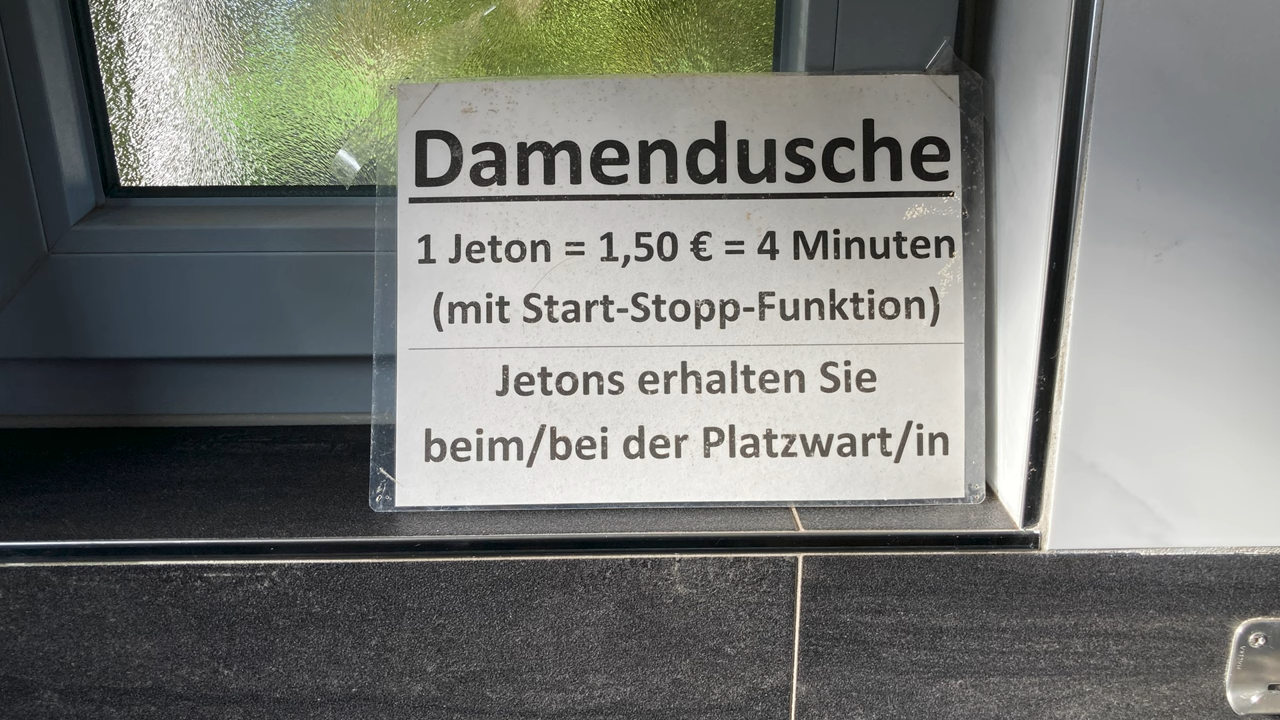 Damendusche
1 Jeton = 1,50 € = 4 Minuten
(mit Start-Stopp-Funktion)
Jetons erhalten Sie
beim/bei der Platzwart/in